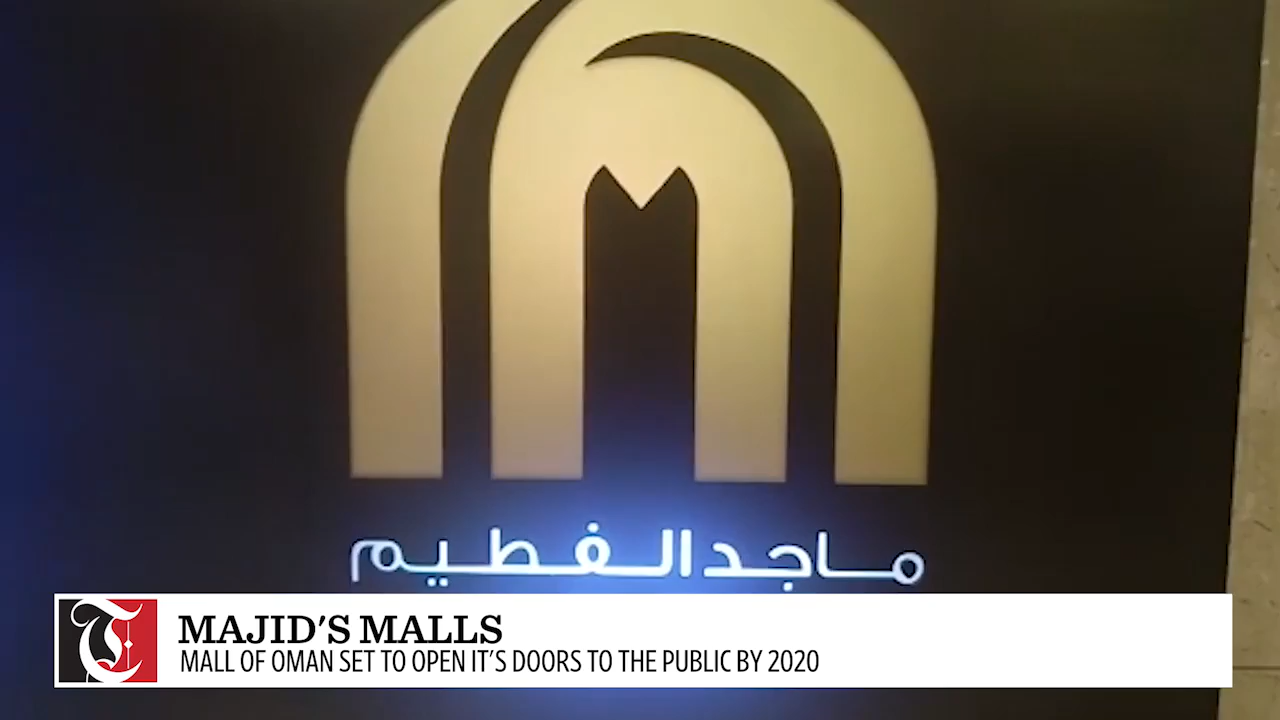 ماجد الفطيم
MAJID'S MALLS
MALL OF OMAN SET TO OPEN IT'S DOORS TO THE PUBLIC BY 2020